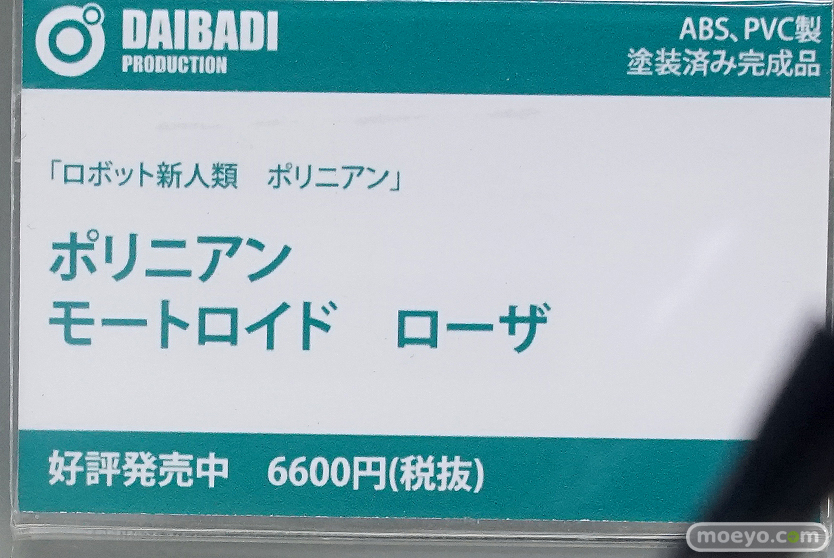 DAIBADI
PRODUCTION
ABS、PVC製
塗装済み完成品
「ロボット新人類　ポリニアン」
ポリニアン
モートロイド　ローザ
好評発売中　6600円(税抜)
moeyo.com